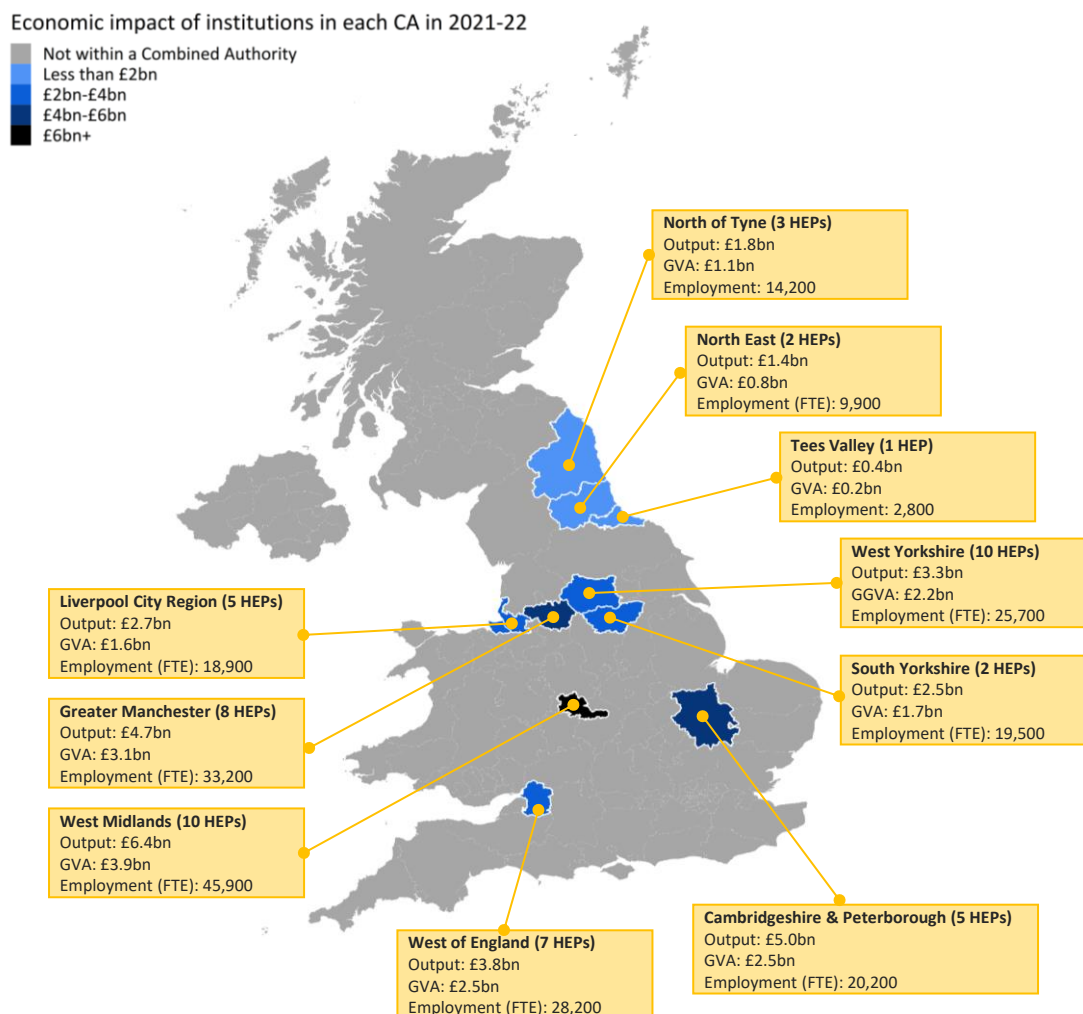 Economic impact of institutions in each CA in 2021-22
Not within a Combined Authority
Less than £2bn
£2bn-£4bn
£4bn-£6bn
£6bn+
North of Tyne (3 HEPs)
Output: £1.8bn
GVA: £1.1bn
Employment: 14,200
North East (2 HEPs)
Output: £1.4bn
GVA: £0.8bn
Employment (FTE): 9,900
Tees Valley (1 HEP)
Output: £0.4bn
GVA: £0.2bn
Employment: 2,800
West Yorkshire (10 HEPs)
Output: £3.3bn
GGVA: £2.2bn
Employment (FTE): 25,700
Liverpool City Region (5 HEPs)
Output: £2.7bn
GVA: £1.6bn
Employment (FTE): 18,900
South Yorkshire (2 HEPs)
Output: £2.5bn
GVA: £1.7bn
Employment (FTE): 19,500
Greater Manchester (8 HEPs)
Output: £4.7bn
GVA: £3.1bn
Employment (FTE): 33,200
West Midlands (10 HEPs)
Output: £6.4bn
GVA: £3.9bn
Employment (FTE): 45,900
Cambridgeshire & Peterborough (5 HEPs)
Output: £5.0bn
GVA: £2.5bn
Employment (FTE): 20,200
West of England (7 HEPs)
Output: £3.8bn
GVA: £2.5bn
Employment (FTE): 28,200